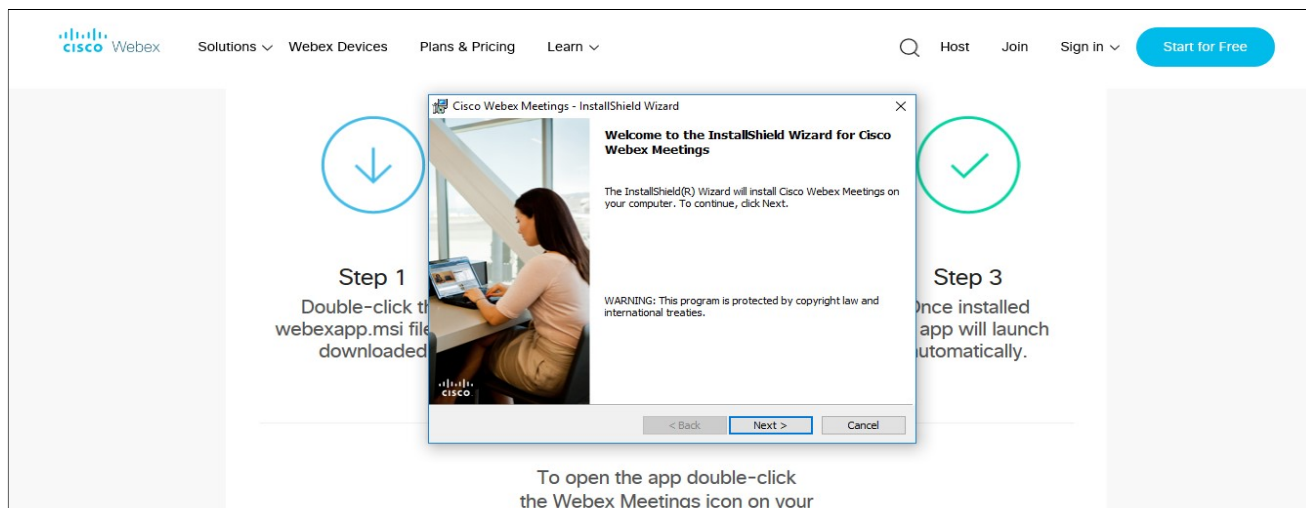 CISCO Webex
Solutions Webex Devices Plans & Pricing Learn Host Join Sign in Start for Free
Cisco Webex Meetings - InstallShield Wizard
Welcome to the InstallShield Wizard for Cisco
Webex Meetings
The InstallShield(R) Wizard will install Cisco Webex Meetings on
your computer. To continue, click Next.
WARNING: This program is protected by copyright law and
international treaties.
CISCO
< Back Next > Cancel
Step 1
Double-click
webexapp.msi
downloaded
Step 3
installed
app will launch
automatically.
To open the app double-click
the Webex Meetings icon on your